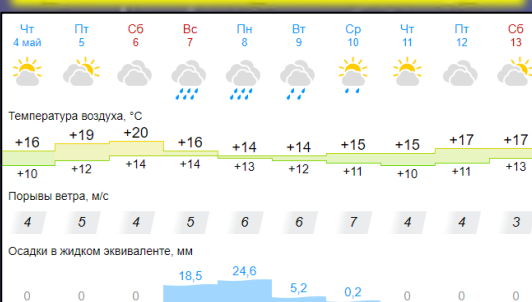 Чт Пт Сб Вс Пн Вт Ср Чт Пт Сб
4 май 5 6 7 8 9 10 11 12 13
Температура воздуха, °C
+16 +19 +20 +16 +14 +14 +15 +15 +17 +17
+10 +12 +14 +14 +13 +12 +11 +10 +11 +13
Порывы ветра, м/с
4 5 4 5 6 6 7 4 4 3
Осадки в жидком эквиваленте, мм
0 0 0 18,5 24,6 5,2 0,2 0 0 0